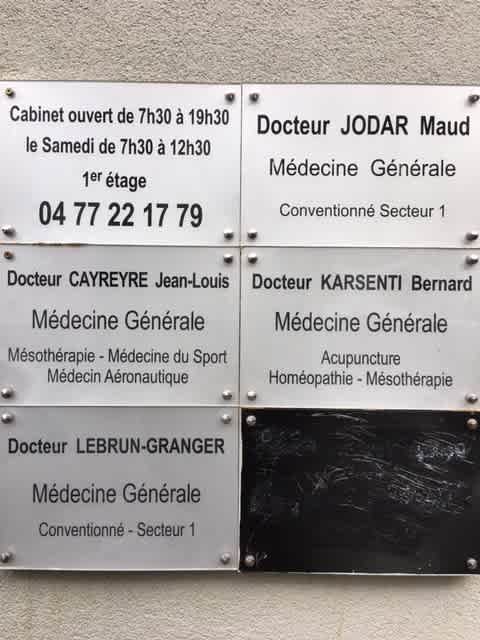 Cabinet ouvert de 7h30 à 19h30
le Samedi de 7h30 à 12h30
1er étage
04 77 22 17 79
Docteur JODAR Maud
Médecine Générale
Conventionné Secteur 1
Docteur CAYREYRE Jean-Louis
Médecine Générale
Mésothérapie - Médecine du Sport
Médecin Aéronautique
Docteur KARSENTI Bernard
Médecine Générale
Acupuncture
Homéopathie - Mésothérapie
Docteur LEBRUN-GRANGER
Médecine Générale
Conventionné - Secteur 1